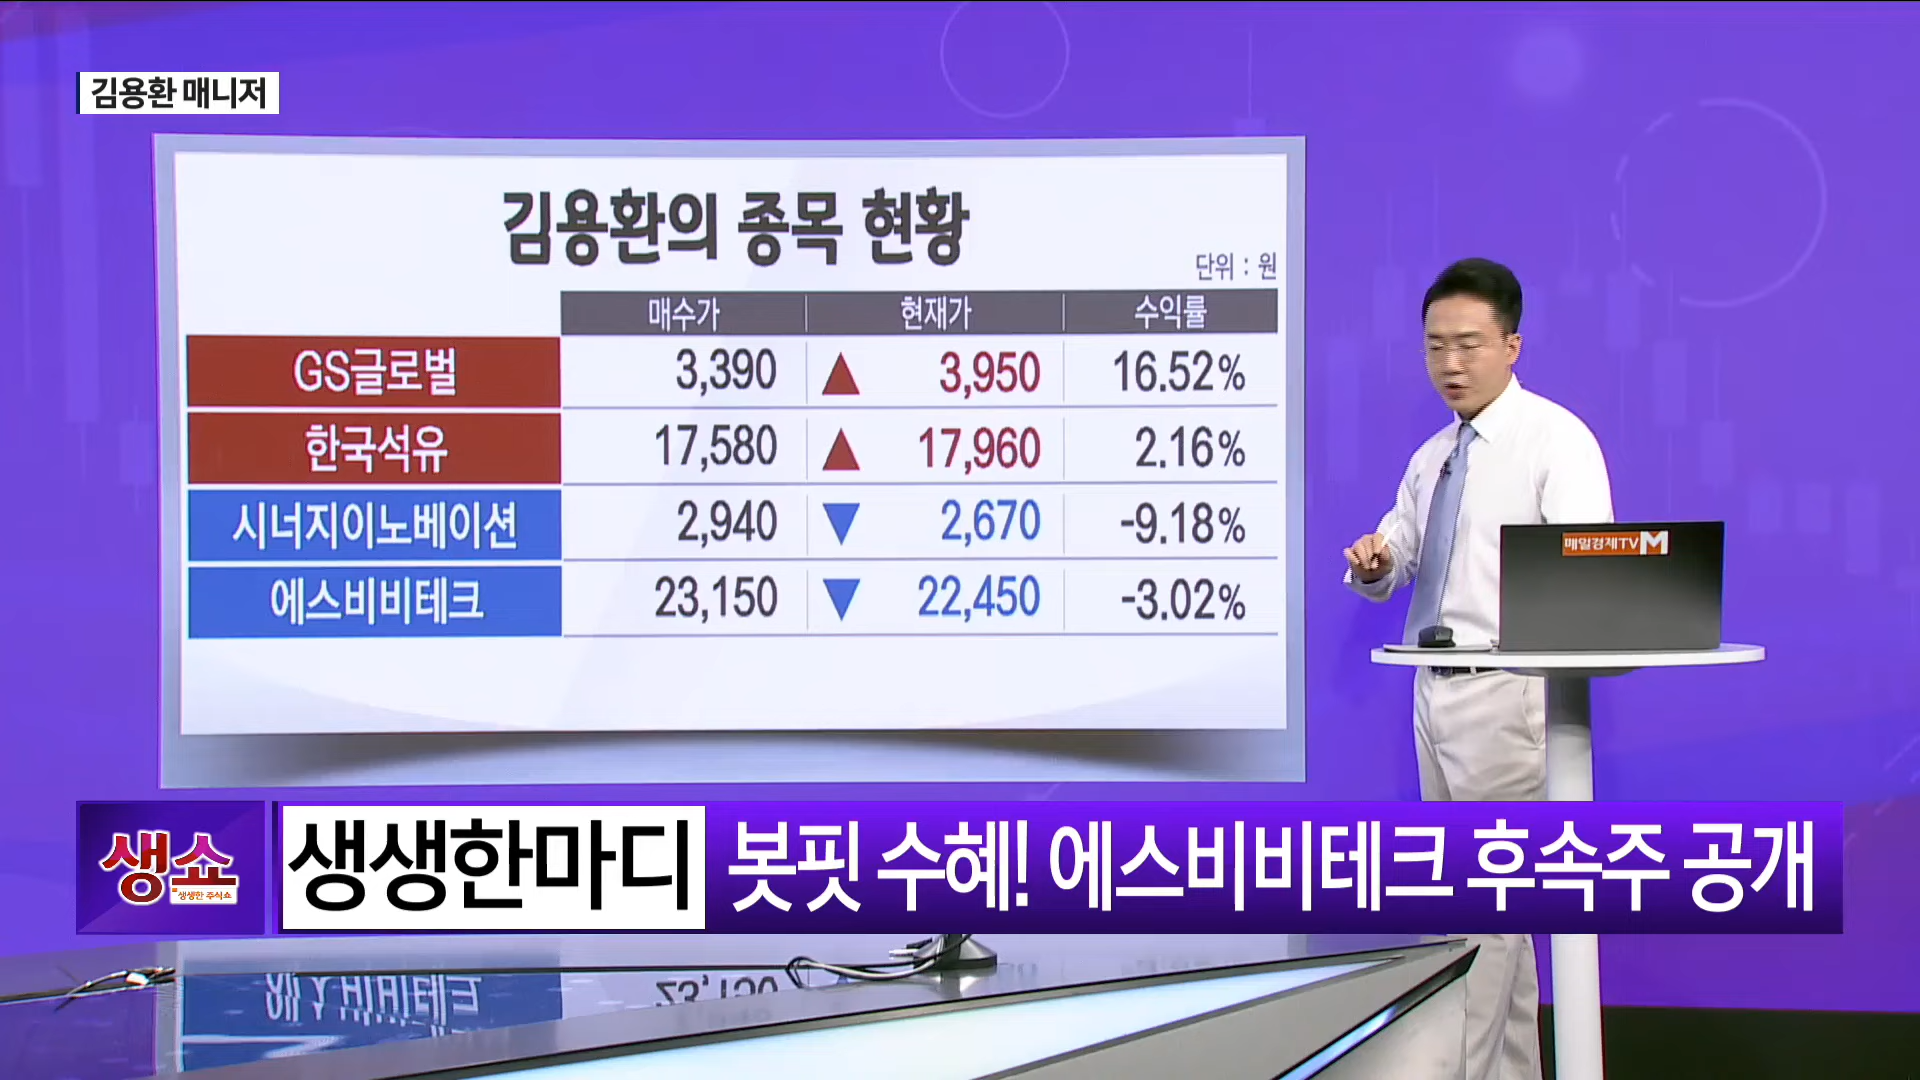 김용환 매니저
김용환의 종목 현황
단위 : 원
매수가 현재가 수익률
GS글로벌 3,390 ▲ 3,950 16.52%
한국석유 17,580 ▲ 17,960 2.16%
시너지이노베이션 2,940 ▼ 2,670 -9.18%
에스비비테크 23,150 ▼ 22,450 -3.02%
매일경제TV M
생쇼
생생한 주식쇼
생생한마디 봇핏 수혜! 에스비비테크 후속주 공개